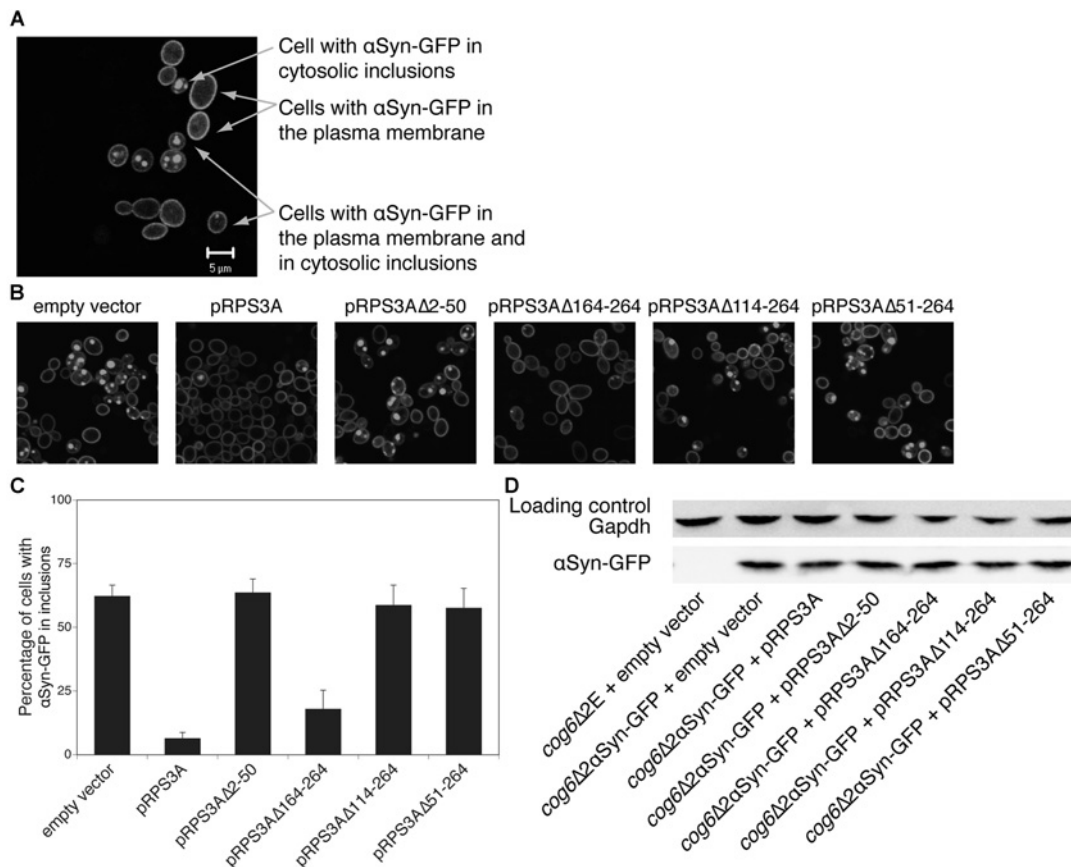 A
Cell with αSyn-GFP in
cytosolic inclusions
Cells with αSyn-GFP in
the plasma membrane
Cells with αSyn-GFP in
the plasma membrane and
in cytosolic inclusions
5 µm
B
empty vector
pRPS3A
pRPS3AΔ2-50
pRPS3AΔ164-264
pRPS3AΔ114-264
pRPS3AΔ51-264
C
Percentage of cells with
αSyn-GFP in inclusions
100
75
50
25
0
empty vector
pRPS3A
pRPS3AΔ2-50
pRPS3AΔ164-264
pRPS3AΔ114-264
pRPS3AΔ51-264
D
Loading control
Gapdh
αSyn-GFP
cog6Δ2E + empty vector
cog6Δ2αSyn-GFP + empty vector
cog6Δ2αSyn-GFP + pRPS3A
cog6Δ2αSyn-GFP + pRPS3AΔ2-50
cog6Δ2αSyn-GFP + pRPS3AΔ164-264
cog6Δ2αSyn-GFP + pRPS3AΔ114-264
cog6Δ2αSyn-GFP + pRPS3AΔ51-264